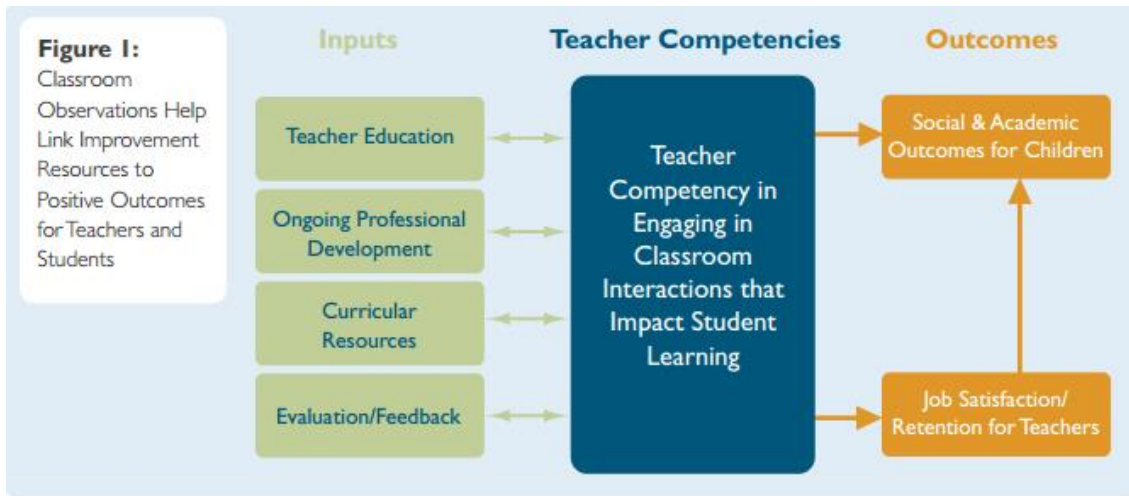 Figure 1:
Classroom
Observations Help
Link Improvement
Resources to
Positive Outcomes
for Teachers and
Students
Inputs
Teacher Education
Ongoing Professional
Development
Curricular
Resources
Evaluation/Feedback
Teacher Competencies
Teacher
Competency in
Engaging in
Classroom
Interactions that
Impact Student
Learning
Outcomes
Social & Academic
Outcomes for Children
Job Satisfaction/
Retention for Teachers